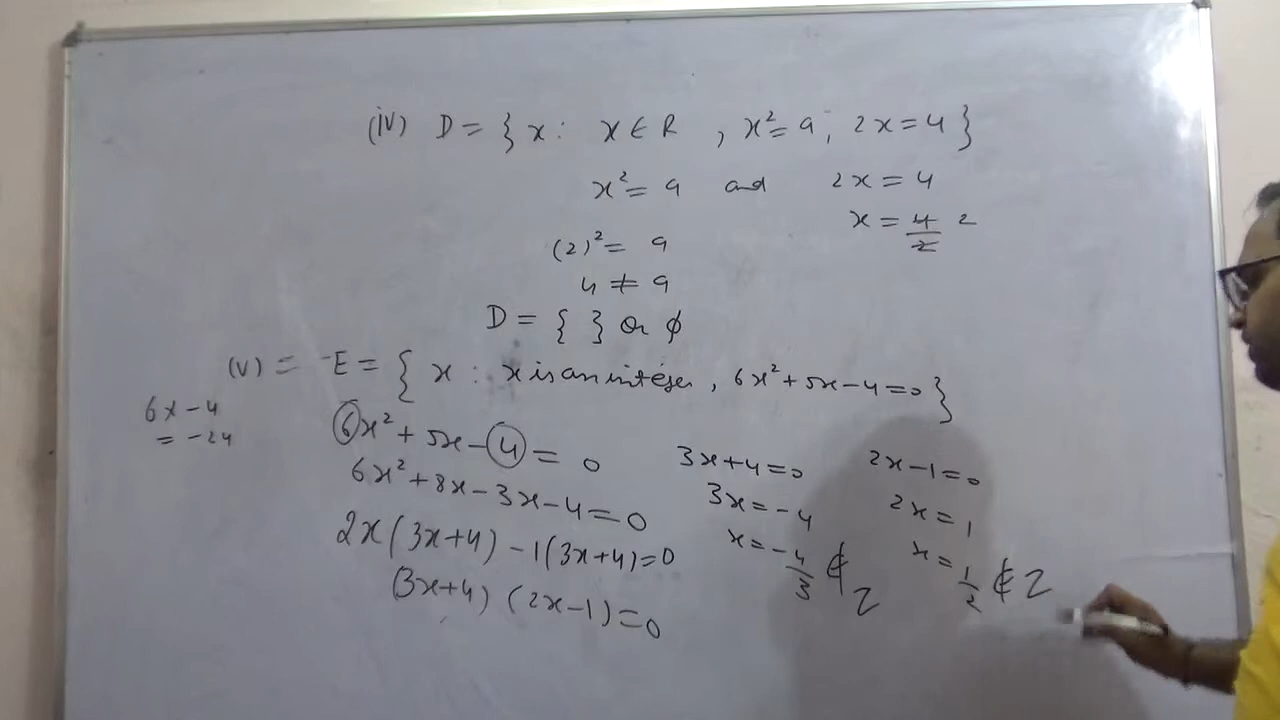 (iv) D = { x : x ∈ R , x² = 9 , 2x = 4 }
x² = 9 and 2x = 4
x = 4/2 2
(2)² = 9
4 ≠ 9
D = { } or ϕ
(v) = E = { x : x is an integer , 6x² + 5x - 4 = 0 }
6 x - 4
= -24
6x² + 5x - 4 = 0
6x² + 8x - 3x - 4 = 0
2x (3x + 4) - 1 (3x + 4) = 0
(3x + 4) (2x - 1) = 0
3x + 4 = 0
3x = -4
x = -4/3 ∉ Z
2x - 1 = 0
2x = 1
x = 1/2 ∉ Z